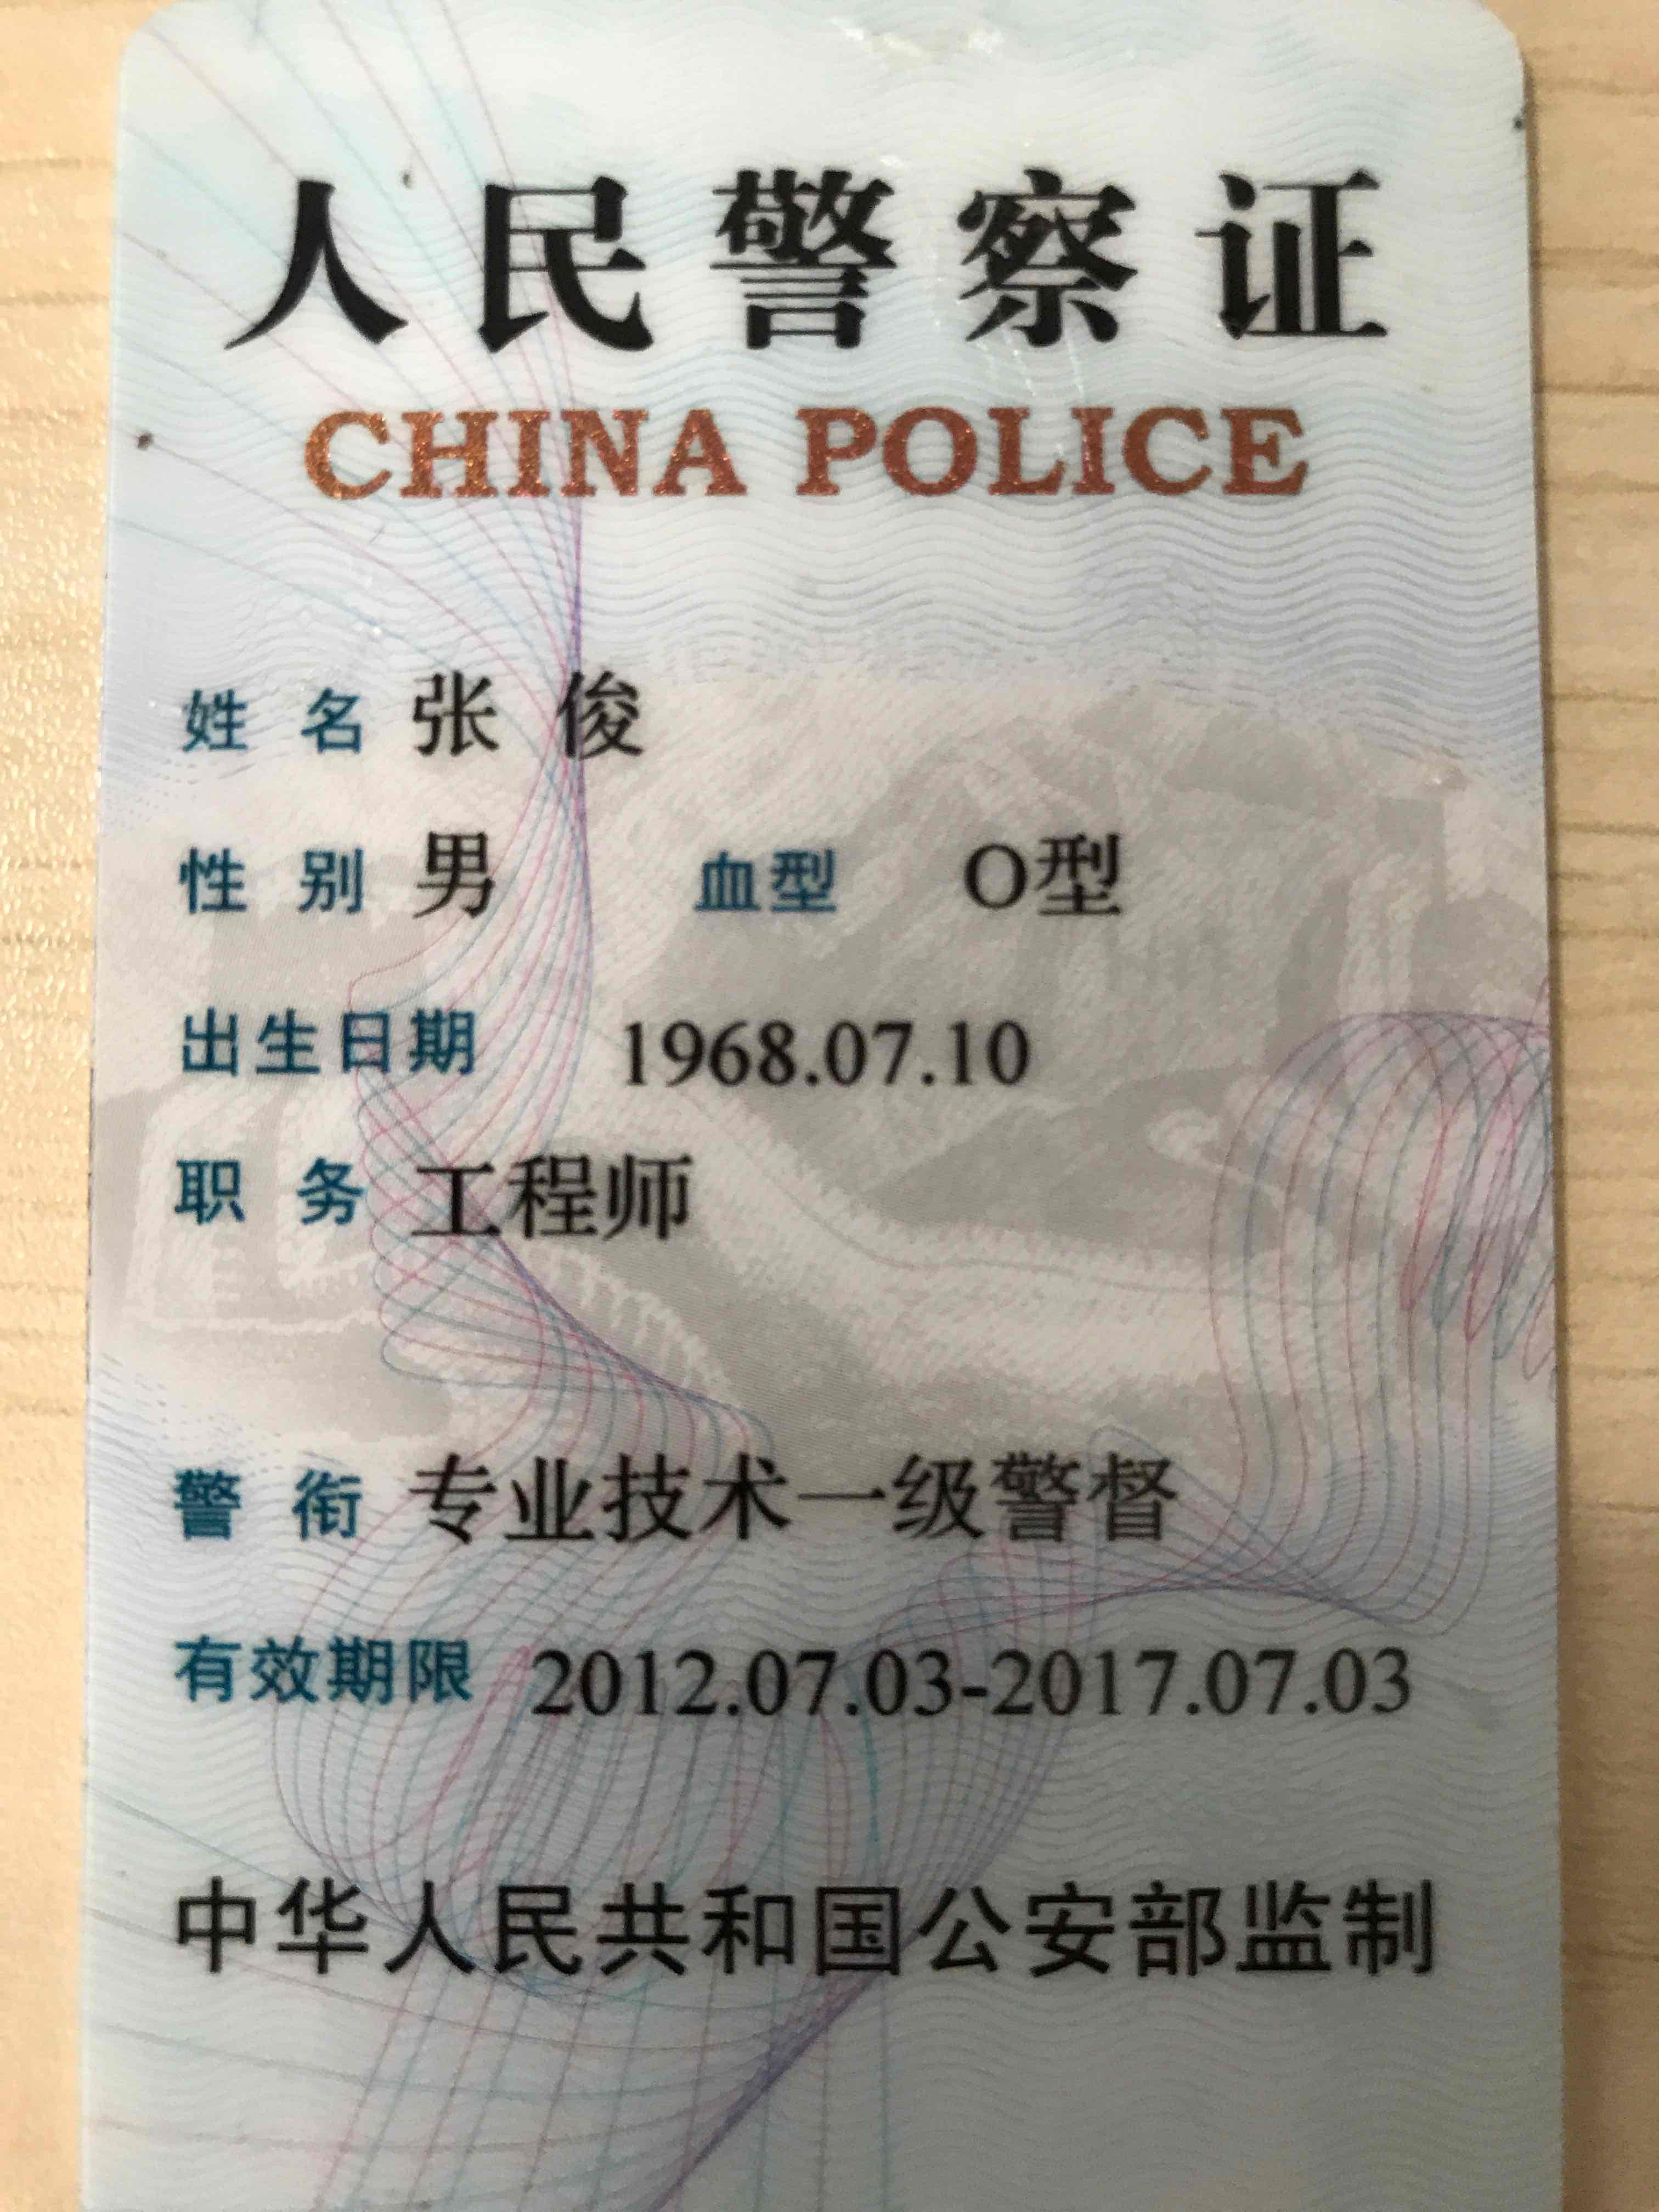 人民警察证
CHINA POLICE
姓名 张俊
性别 男 血型 O型
出生日期 1968.07.10
职务 工程师
警衔 专业技术一级警督
有效期限 2012.07.03-2017.07.03
中华人民共和国公安部监制